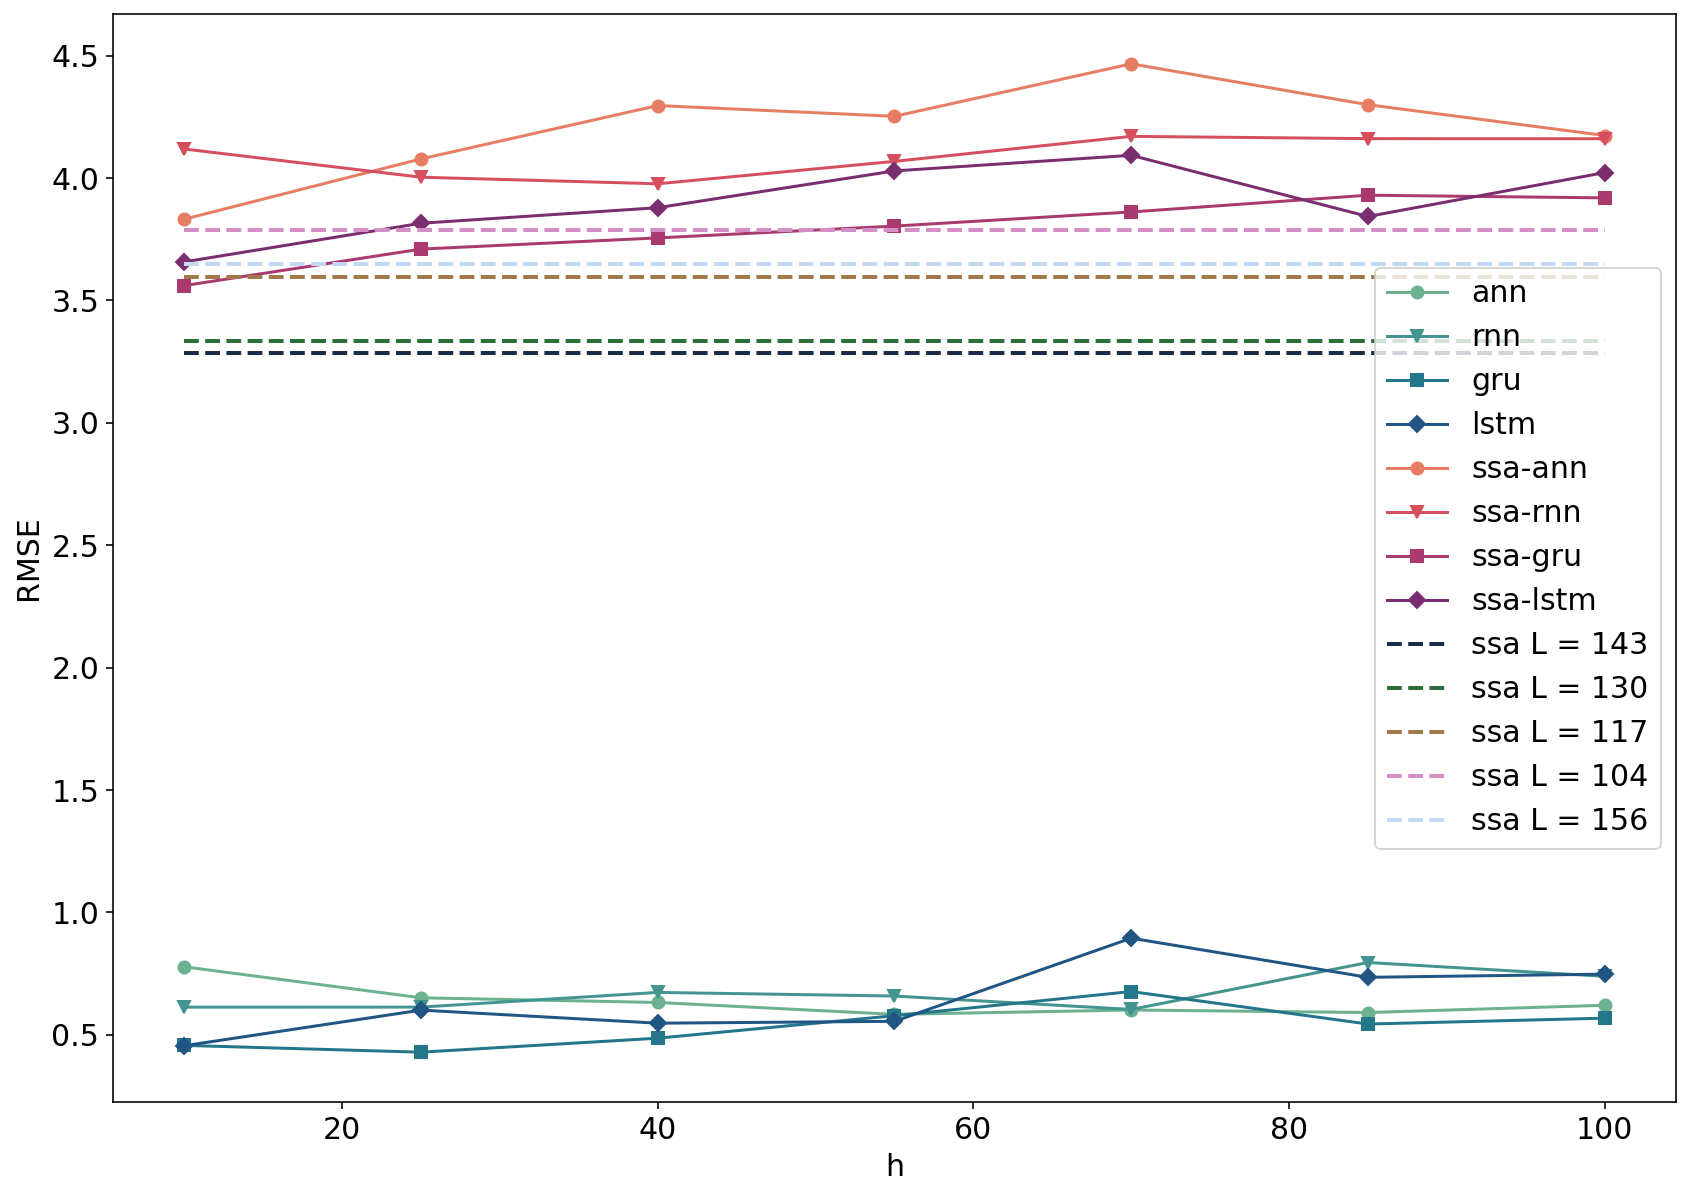 4.5
4.0
3.5
3.0
2.5
2.0
1.5
1.0
0.5
RMSE
20
40
60
80
100
h
ann
rnn
gru
lstm
ssa-ann
ssa-rnn
ssa-gru
ssa-lstm
ssa L = 143
ssa L = 130
ssa L = 117
ssa L = 104
ssa L = 156